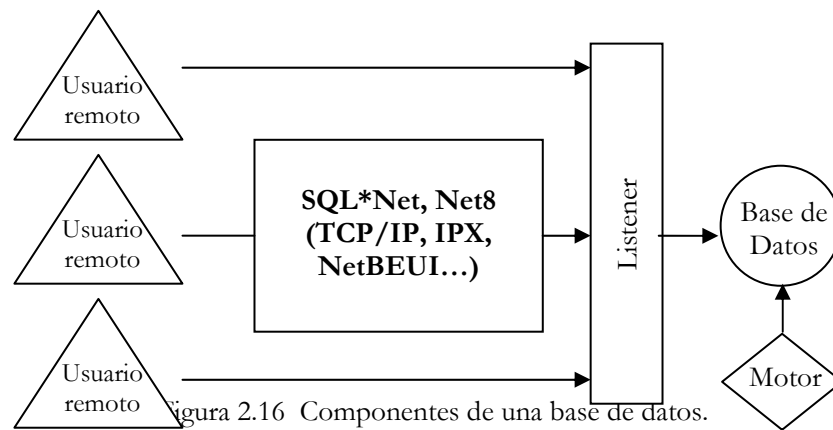 Usuario
remoto
Usuario
remoto
Usuario
remoto
SQL*Net, Net8
(TCP/IP, IPX,
NetBEUI…)
Listener
Base de
Datos
Motor
Figura 2.16 Componentes de una base de datos.